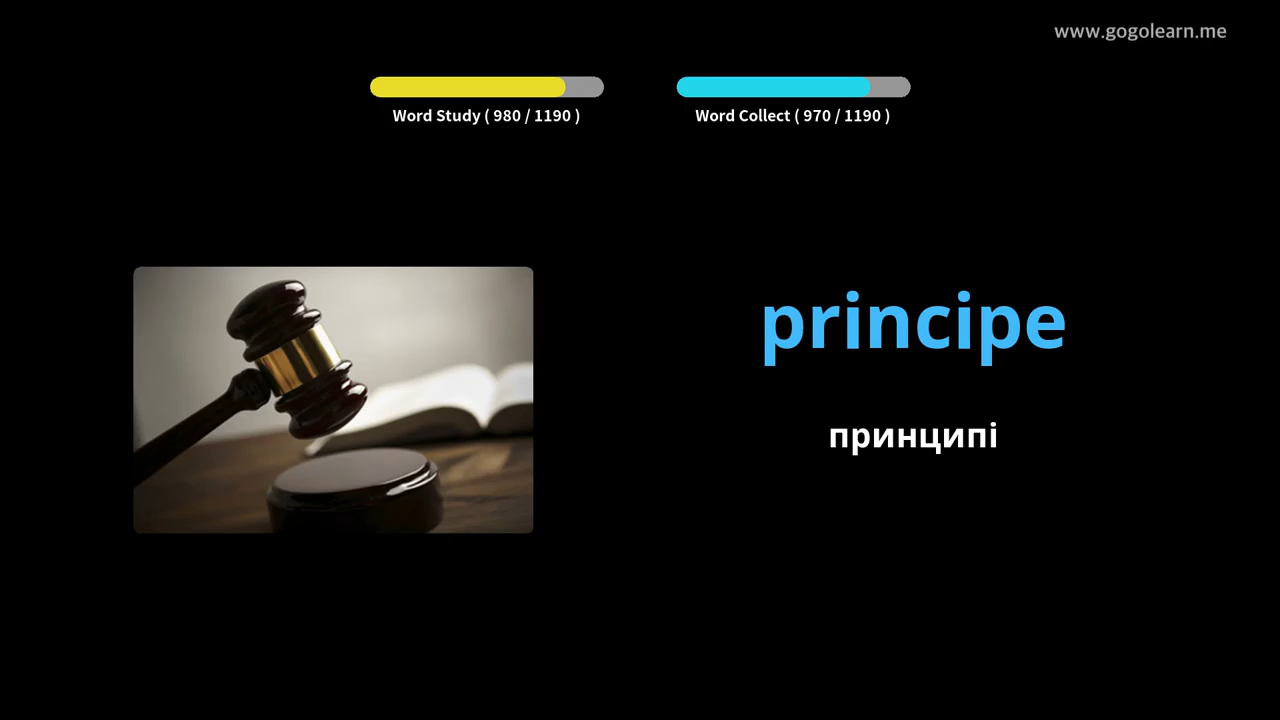 www.gogolearn.me
Word Study ( 980 / 1190 )
Word Collect ( 970 / 1190 )
principe
принципі